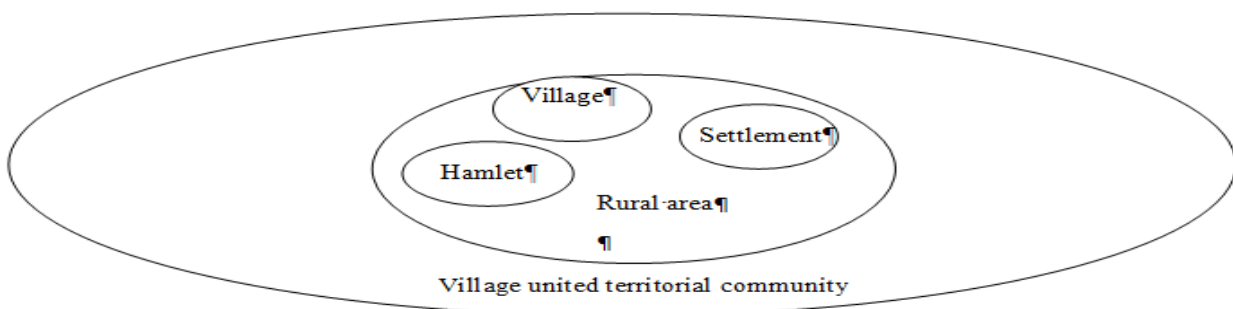 Village¶
Settlement¶
Hamlet¶
Rural·area¶
¶
Village united territorial community